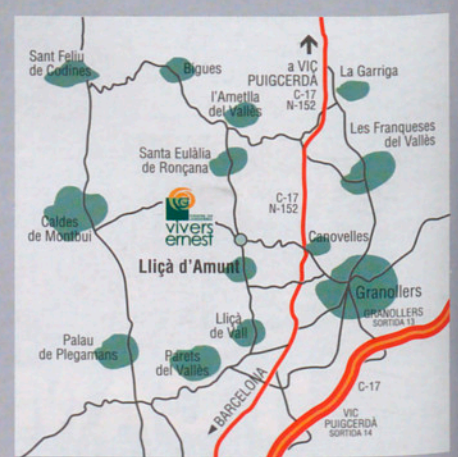 Sant Feliu
de Codines
Bigues
a VIC
PUIGCERDÀ
C-17
N-152
La Garriga
l'Ametlla
del Vallès
Les Franqueses
del Vallès
Santa Eulàlia
de Ronçana
C-17
N-152
vivers
ernest
Caldes
de Montbui
Canovelles
Lliçà d'Amunt
Granollers
GRANOLLERS
SORTIDA 13
Lliçà
de Vall
Palau
de Plegamans
Parets
del Vallès
BARCELONA
C-17
VIC
PUIGCERDÀ
SORTIDA 14